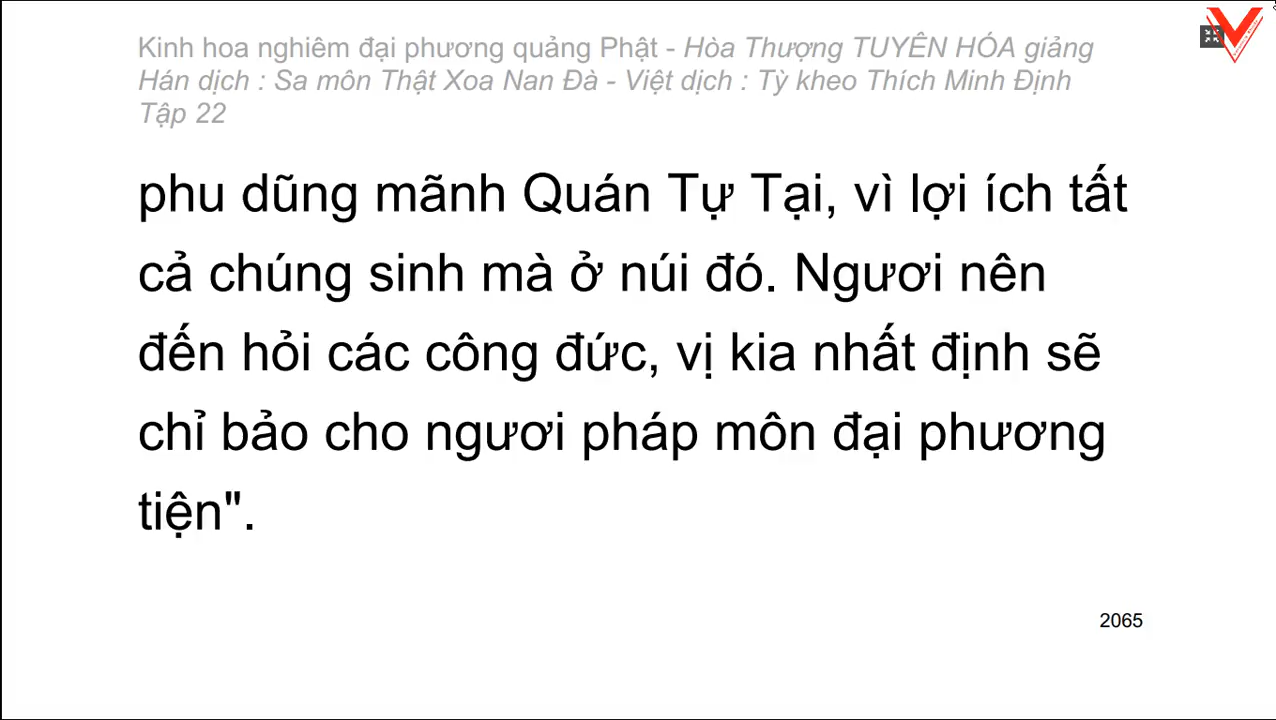 Kinh hoa nghiêm đại phương quảng Phật - Hòa Thượng TUYÊN HÓA giảng
Hán dịch : Sa môn Thật Xoa Nan Đà - Việt dịch : Tỳ kheo Thích Minh Định
Tập 22
phu dũng mãnh Quán Tự Tại, vì lợi ích tất
cả chúng sinh mà ở núi đó. Ngươi nên
đến hỏi các công đức, vị kia nhất định sẽ
chỉ bảo cho ngươi pháp môn đại phương
tiện".
2065